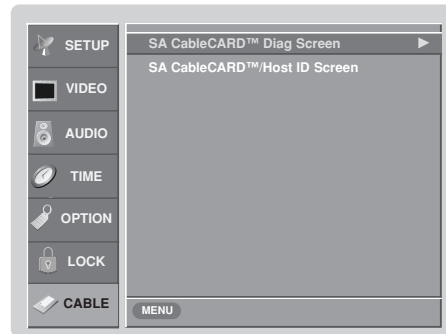 SETUP
VIDEO
AUDIO
TIME
OPTION
LOCK
CABLE
SA CableCARD™ Diag Screen
SA CableCARD™/Host ID Screen
MENU